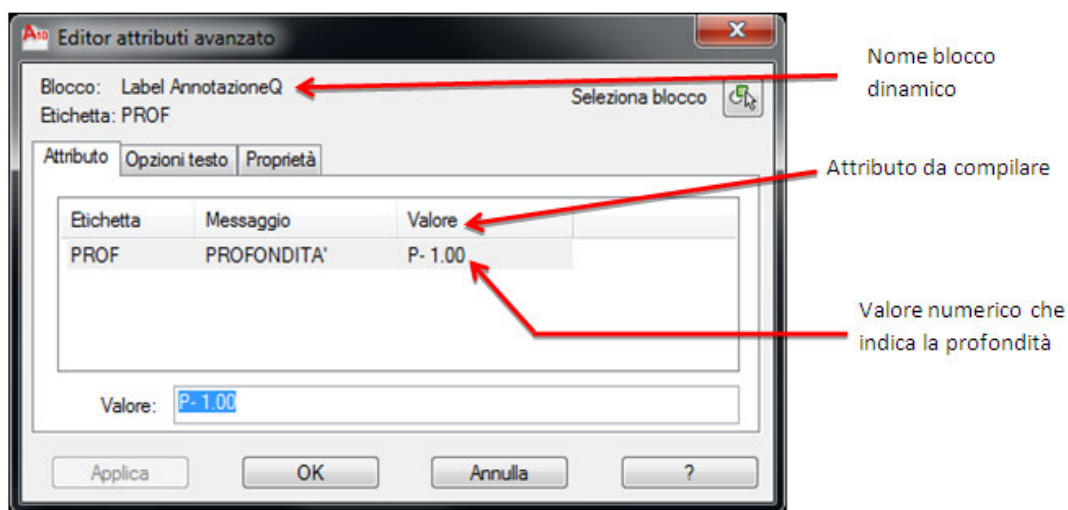 A10 Editor attributi avanzato
Nome blocco
dinamico
Blocco: Label AnnotazioneQ
Seleziona blocco
Etichetta: PROF
Attributo Opzioni testo Proprietà
Attributo da compilare
Etichetta Messaggio Valore
PROF PROFONDITA' P- 1.00
Valore numerico che
indica la profondità
Valore: P- 1.00
Applica OK Annulla ?